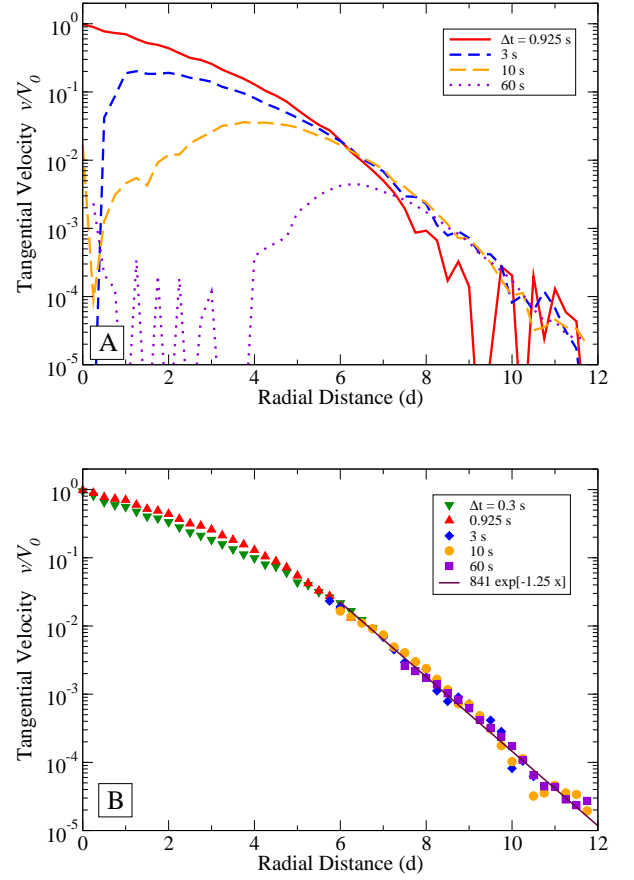 10^0
10^-1
10^-2
10^-3
10^-4
10^-5
Tangential Velocity v/V_0
Δt = 0.925 s
3 s
10 s
60 s
A
0 2 4 6 8 10 12
Radial Distance (d)
10^0
10^-1
10^-2
10^-3
10^-4
10^-5
Tangential Velocity v/V_0
Δt = 0.3 s
0.925 s
3 s
10 s
60 s
841 exp[-1.25 x]
B
0 2 4 6 8 10 12
Radial Distance (d)